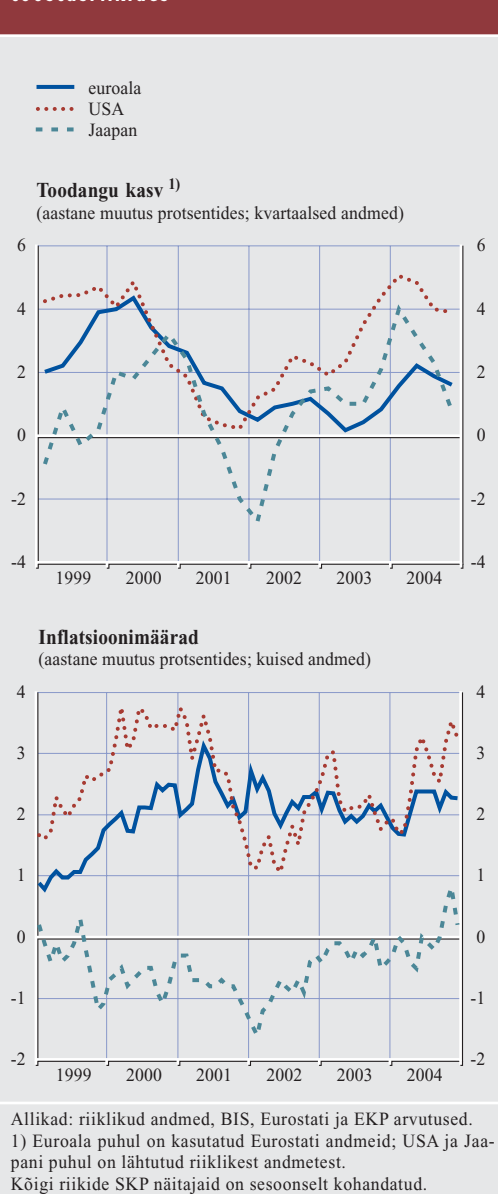 euroala
USA
Jaapan
Toodangu kasv 1)
(aastane muutus protsentides; kvartaalsed andmed)
6 6
4 4
2 2
0 0
-2 -2
-4 -4
1999 2000 2001 2002 2003 2004
Inflatsioonimäärad
(aastane muutus protsentides; kuised andmed)
4 4
3 3
2 2
1 1
0 0
-1 -1
-2 -2
1999 2000 2001 2002 2003 2004
Allikad: riiklikud andmed, BIS, Eurostati ja EKP arvutused.
1) Euroala puhul on kasutatud Eurostati andmeid; USA ja Jaa-
pani puhul on lähtutud riiklikest andmetest.
Kõigi riikide SKP näitajaid on sesoonselt kohandatud.